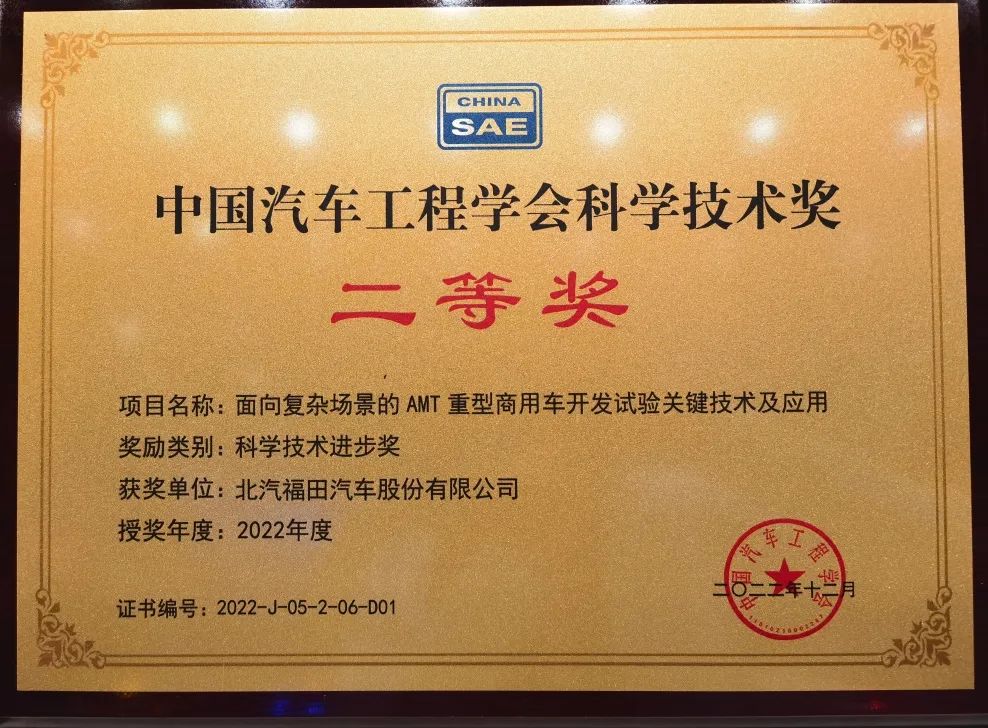 CHINA
SAE
中国汽车工程学会科学技术奖
二等奖
项目名称：面向复杂场景的 AMT 重型商用车开发试验关键技术及应用
奖励类别：科学技术进步奖
获奖单位：北汽福田汽车股份有限公司
授奖年度：2022年度
中国汽车工程学会
二〇二二年十二月
证书编号：2022-J-05-2-06-D01